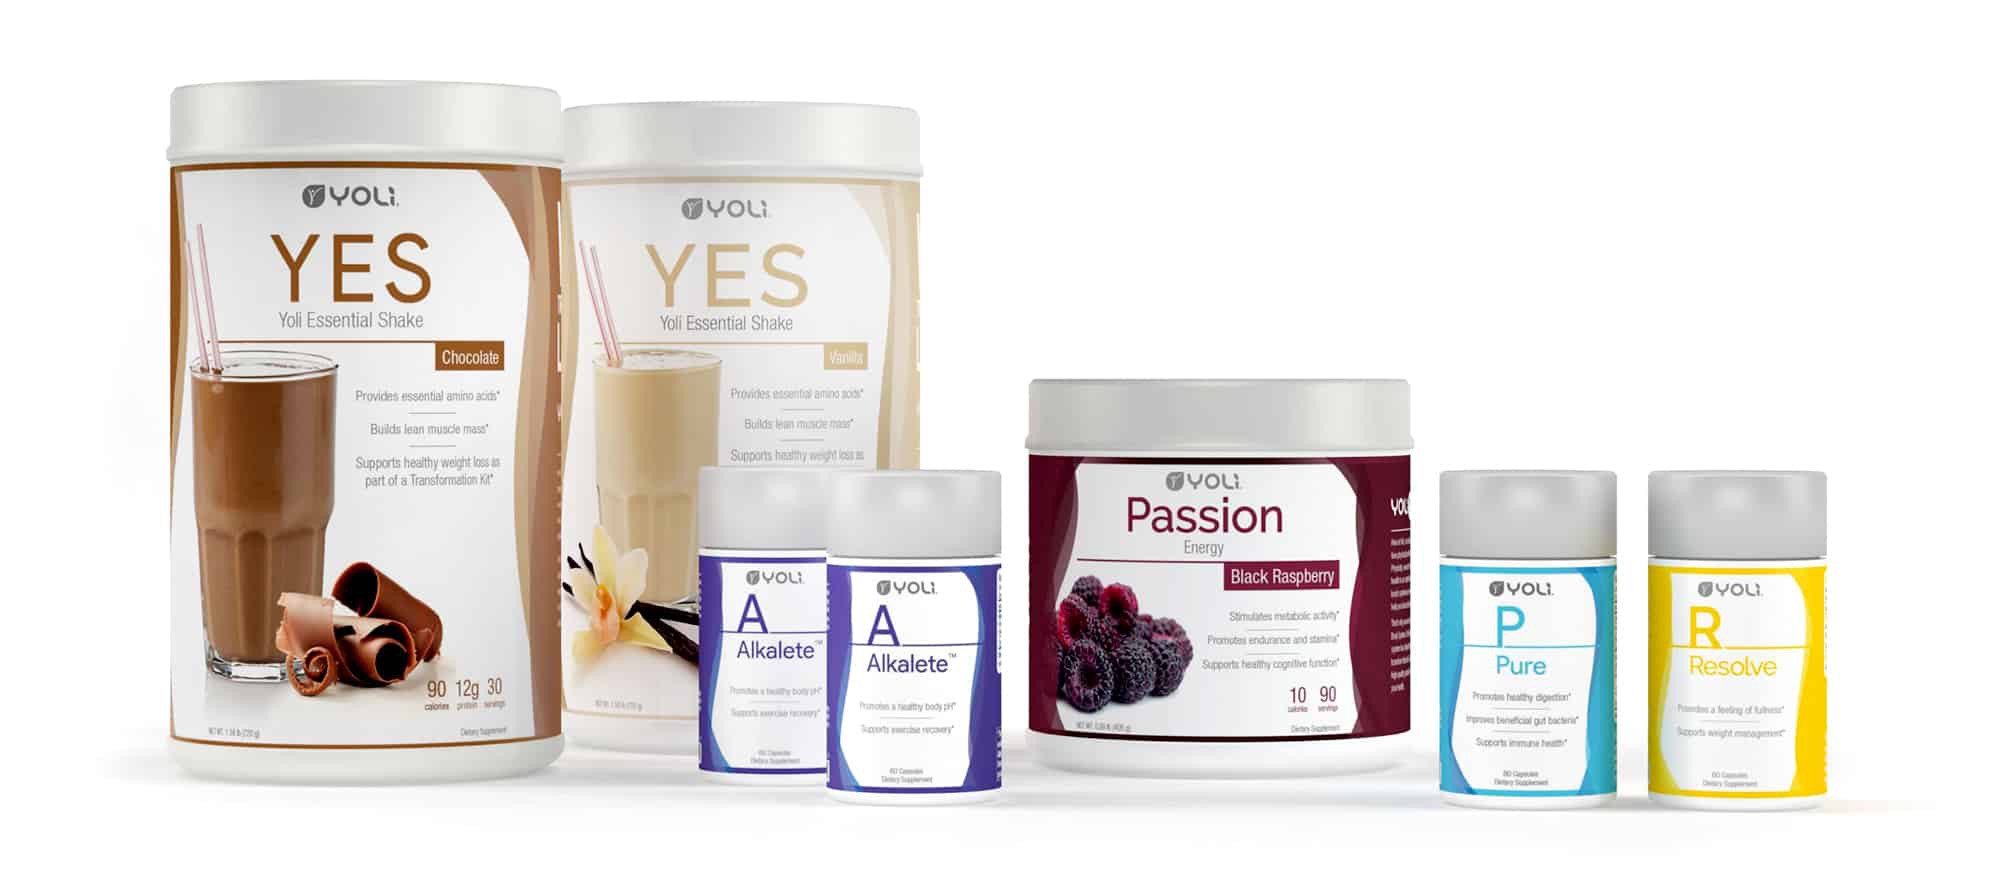 YOLi
YES
Yoli Essential Shake
Chocolate
Provides essential amino acids*
Builds lean muscle mass*
Supports healthy weight loss as
part of a Transformation Kit*
90 12g 30
calories protein servings
Dietary Supplement
YOLi
YES
Yoli Essential Shake
Vanilla
Provides essential amino acids*
Builds lean muscle mass*
Supports healthy weight loss as
YOLi
A
Alkalete™
Promotes a healthy body pH*
Supports exercise recovery*
60 Capsules
Dietary Supplement
YOLi
A
Alkalete™
Promotes a healthy body pH*
Supports exercise recovery*
60 Capsules
Dietary Supplement
YOLi
Passion
Energy
Black Raspberry
Stimulates metabolic activity*
Promotes endurance and stamina*
Supports healthy cognitive function*
10 90
calories servings
Dietary Supplement
YOLi
P
Pure
Promotes healthy digestion*
Improves beneficial gut bacteria*
Supports immune health*
60 Capsules
Dietary Supplement
YOLi
R
Resolve
Promotes a feeling of fullness*
Supports weight management*
60 Capsules
Dietary Supplement